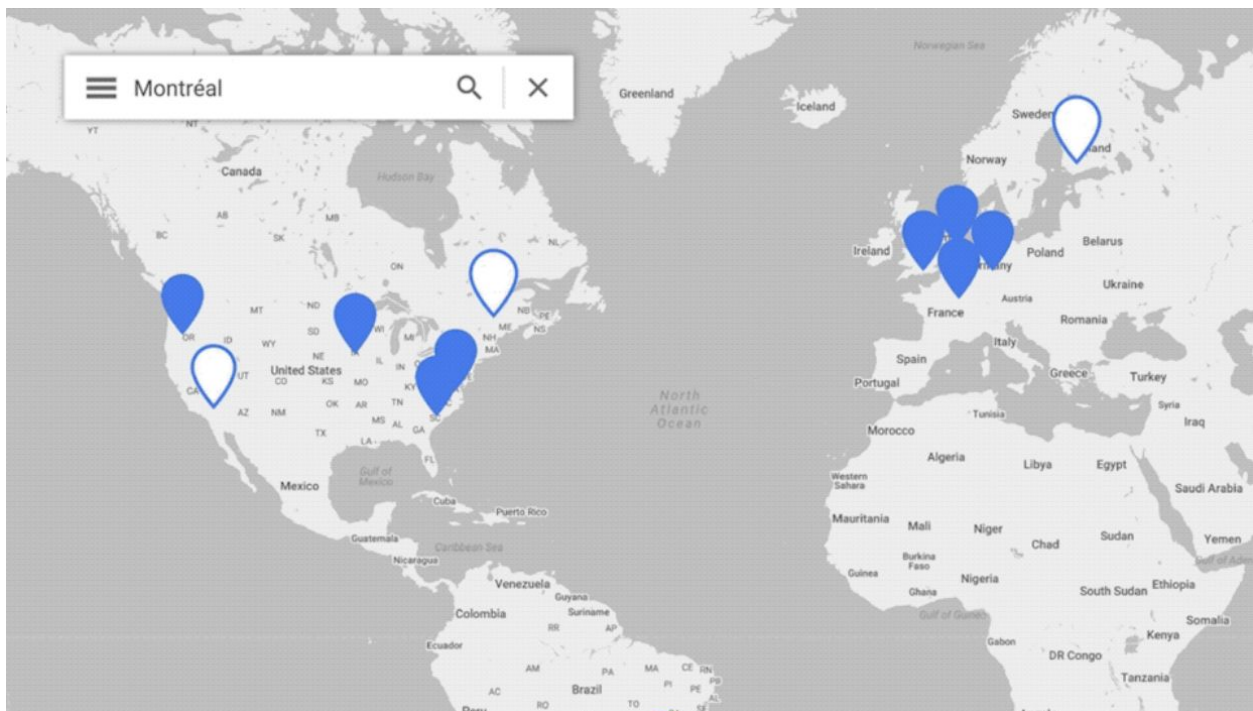 Montréal
Norwegian Sea
Greenland
Iceland
Sweden
and
NT
YT
Norway
Canada
Hudson Bay
AB
MB
BC
SK
NL
Ireland
Poland
Belarus
many
ON
Ukraine
Austria
France
MT
ND
NB
PE
ME
NS
Romania
OR
ID
SD
WI
MI
NH
MA
WY
Italy
NE
IA
IL
IN
Spain
Greece
Turkey
UT
United States
CO
KS
MO
KY
Portugal
CA
AZ
NM
OK
AR
TN
SC
North
Atlantic
Ocean
Tunisia
Syria
Iraq
MS
AL
GA
TX
LA
Morocco
FL
Algeria
Libya
Egypt
Gulf of
Mexico
Mexico
Western
Sahara
Saudi Arabia
Cuba
Puerto Rico
Mauritania
Mali
Niger
Chad
Sudan
Yemen
Guatemala
Caribbean Sea
Nicaragua
Burkina
Faso
Guinea
Nigeria
Ghana
South Sudan
Ethiopia
Venezuela
Guyana
Suriname
Colombia
Gulf of Guinea
Somalia
RR
AP
Ecuador
Gabon
Kenya
DR Congo
AM
PA
MA
CE
RN
Tanzania
AC
Brazil
PI
PE
AL
RO
TO